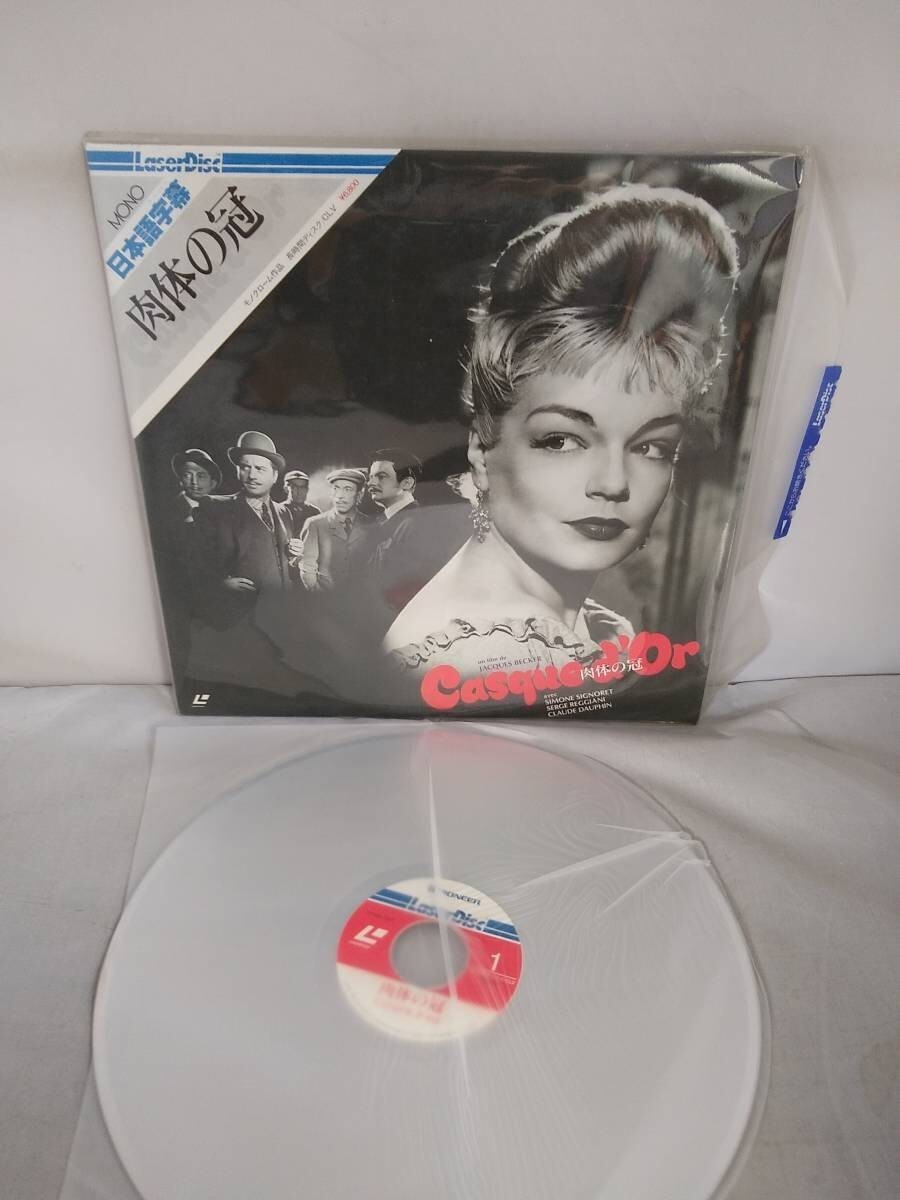 LaserDisc
MONO
日本語字幕
肉体の冠
モノクローム作品 長時間ディスク/CLV ¥6,800
un film de
JACQUES BECKER
Casque d'Or
肉体の冠
avec
SIMONE SIGNORET
SERGE REGGIANI
CLAUDE DAUPHIN
LaserDisc
PIONEER
LaserDisc
1
肉体の冠